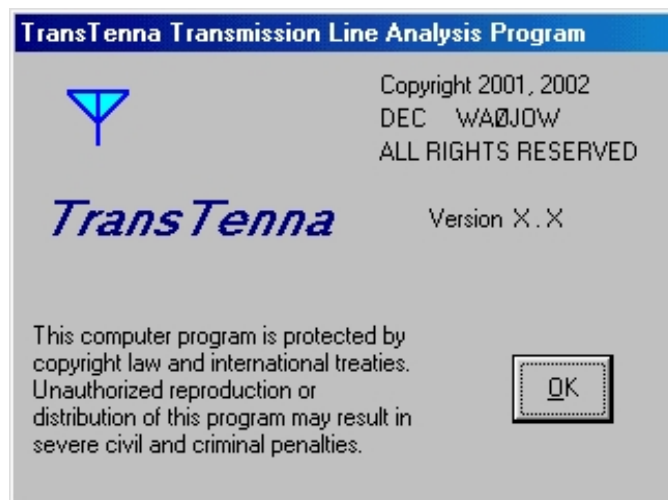 TransTenna Transmission Line Analysis Program
Copyright 2001, 2002
DEC WAØJOW
ALL RIGHTS RESERVED
TransTenna
Version X.X
This computer program is protected by
copyright law and international treaties.
Unauthorized reproduction or
distribution of this program may result in
severe civil and criminal penalties.
OK